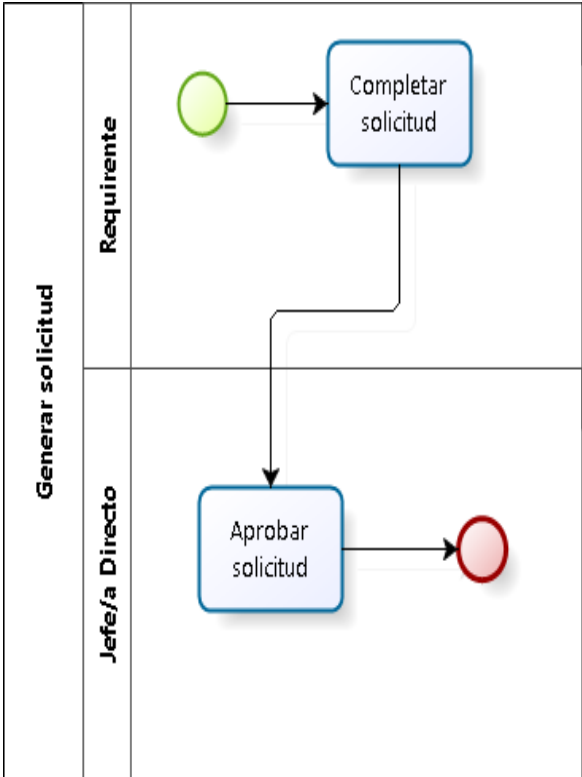 Generar solicitud
Requirente
Completar
solicitud
Jefe/a Directo
Aprobar
solicitud